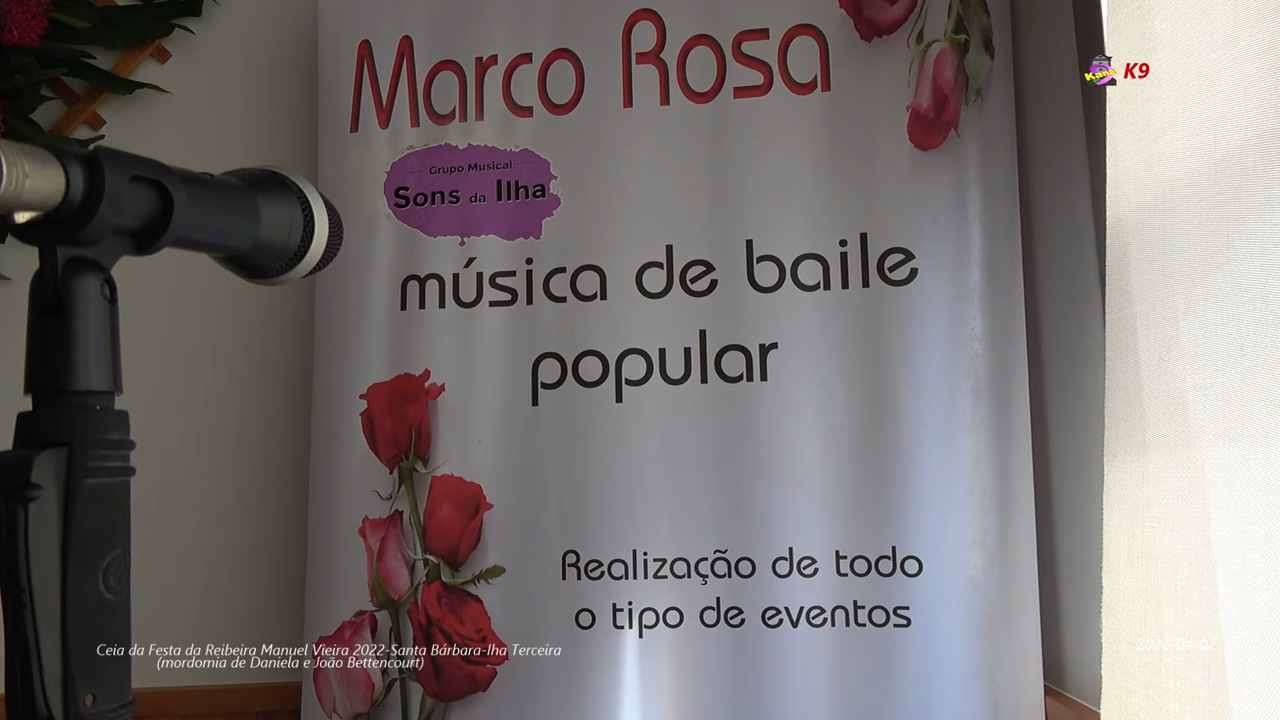 Marco Rosa
Kanal
K9
Grupo Musical
Sons da Ilha
música de baile
popular
Realização de todo
o tipo de eventos
Ceia da Festa da Reibeira Manuel Vieira 2022-Santa Bárbara-Iha Terceira
(mordomia de Daniela e João Bettencourt)